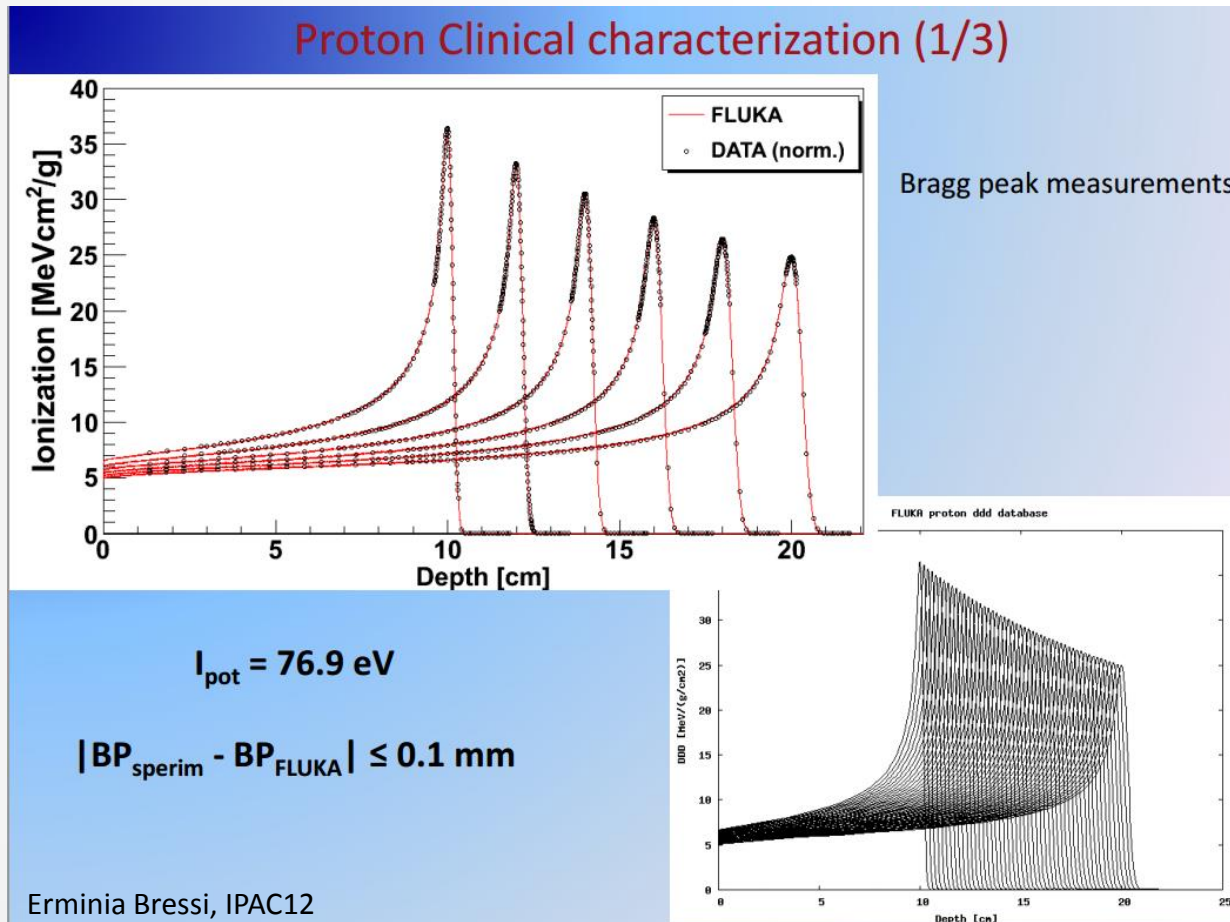 Proton Clinical characterization (1/3)
40
35
30
25
20
15
10
5
0
Ionization [MeVcm²/g]
FLUKA
DATA (norm.)
0 5 10 15 20
Depth [cm]
Bragg peak measurements
I_pot = 76.9 eV
|BP_sperim - BP_FLUKA| ≤ 0.1 mm
FLUKA proton ddd database
30
25
20
15
10
5
0
DDD [MeV/(g/cm2)]
0 5 10 15 20 25
Depth [cm]
Erminia Bressi, IPAC12